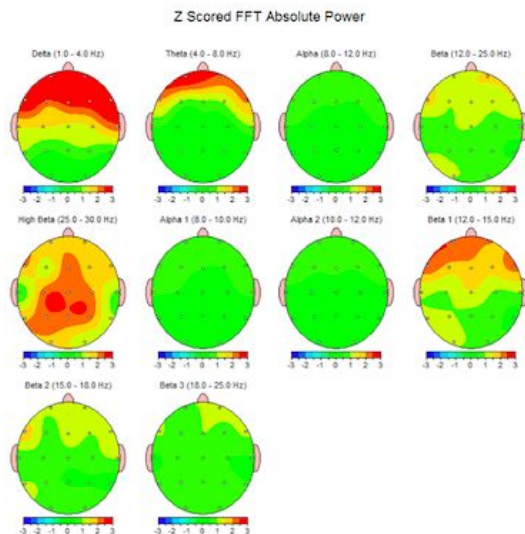 Z Scored FFT Absolute Power
Delta (1.0 - 4.0 Hz) Theta (4.0 - 8.0 Hz) Alpha (8.0 - 12.0 Hz) Beta (12.0 - 25.0 Hz)
-3 -2 -1 0 1 2 3 -3 -2 -1 0 1 2 3 -3 -2 -1 0 1 2 3 -3 -2 -1 0 1 2 3
High Beta (25.0 - 30.0 Hz) Alpha 1 (8.0 - 10.0 Hz) Alpha 2 (10.0 - 12.0 Hz) Beta 1 (12.0 - 15.0 Hz)
-3 -2 -1 0 1 2 3 -3 -2 -1 0 1 2 3 -3 -2 -1 0 1 2 3 -3 -2 -1 0 1 2 3
Beta 2 (15.0 - 18.0 Hz) Beta 3 (18.0 - 25.0 Hz)
-3 -2 -1 0 1 2 3 -3 -2 -1 0 1 2 3